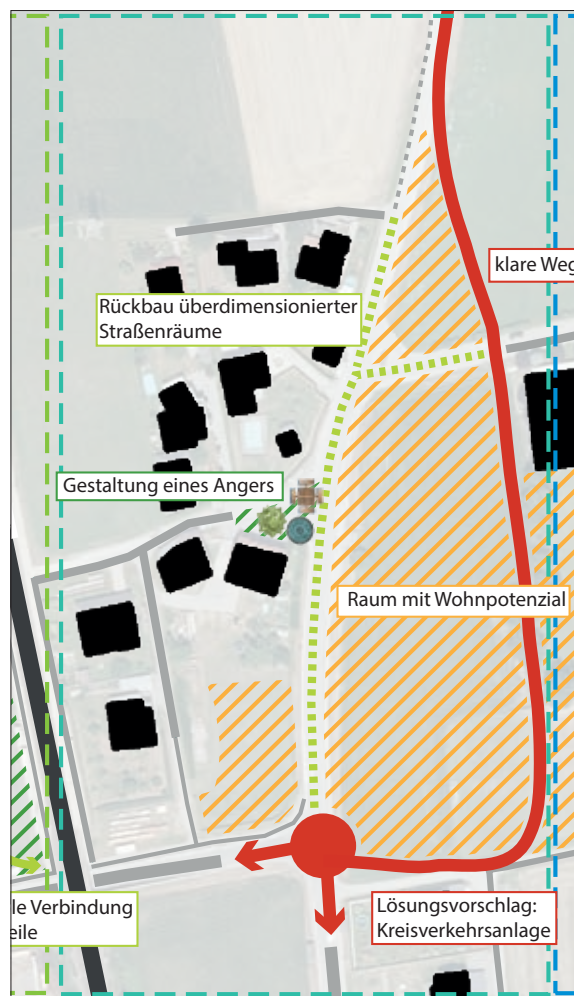 klare Weg
Rückbau überdimensionierter
Straßenräume
Gestaltung eines Angers
Raum mit Wohnpotenzial
le Verbindung
eile
Lösungsvorschlag:
Kreisverkehrsanlage